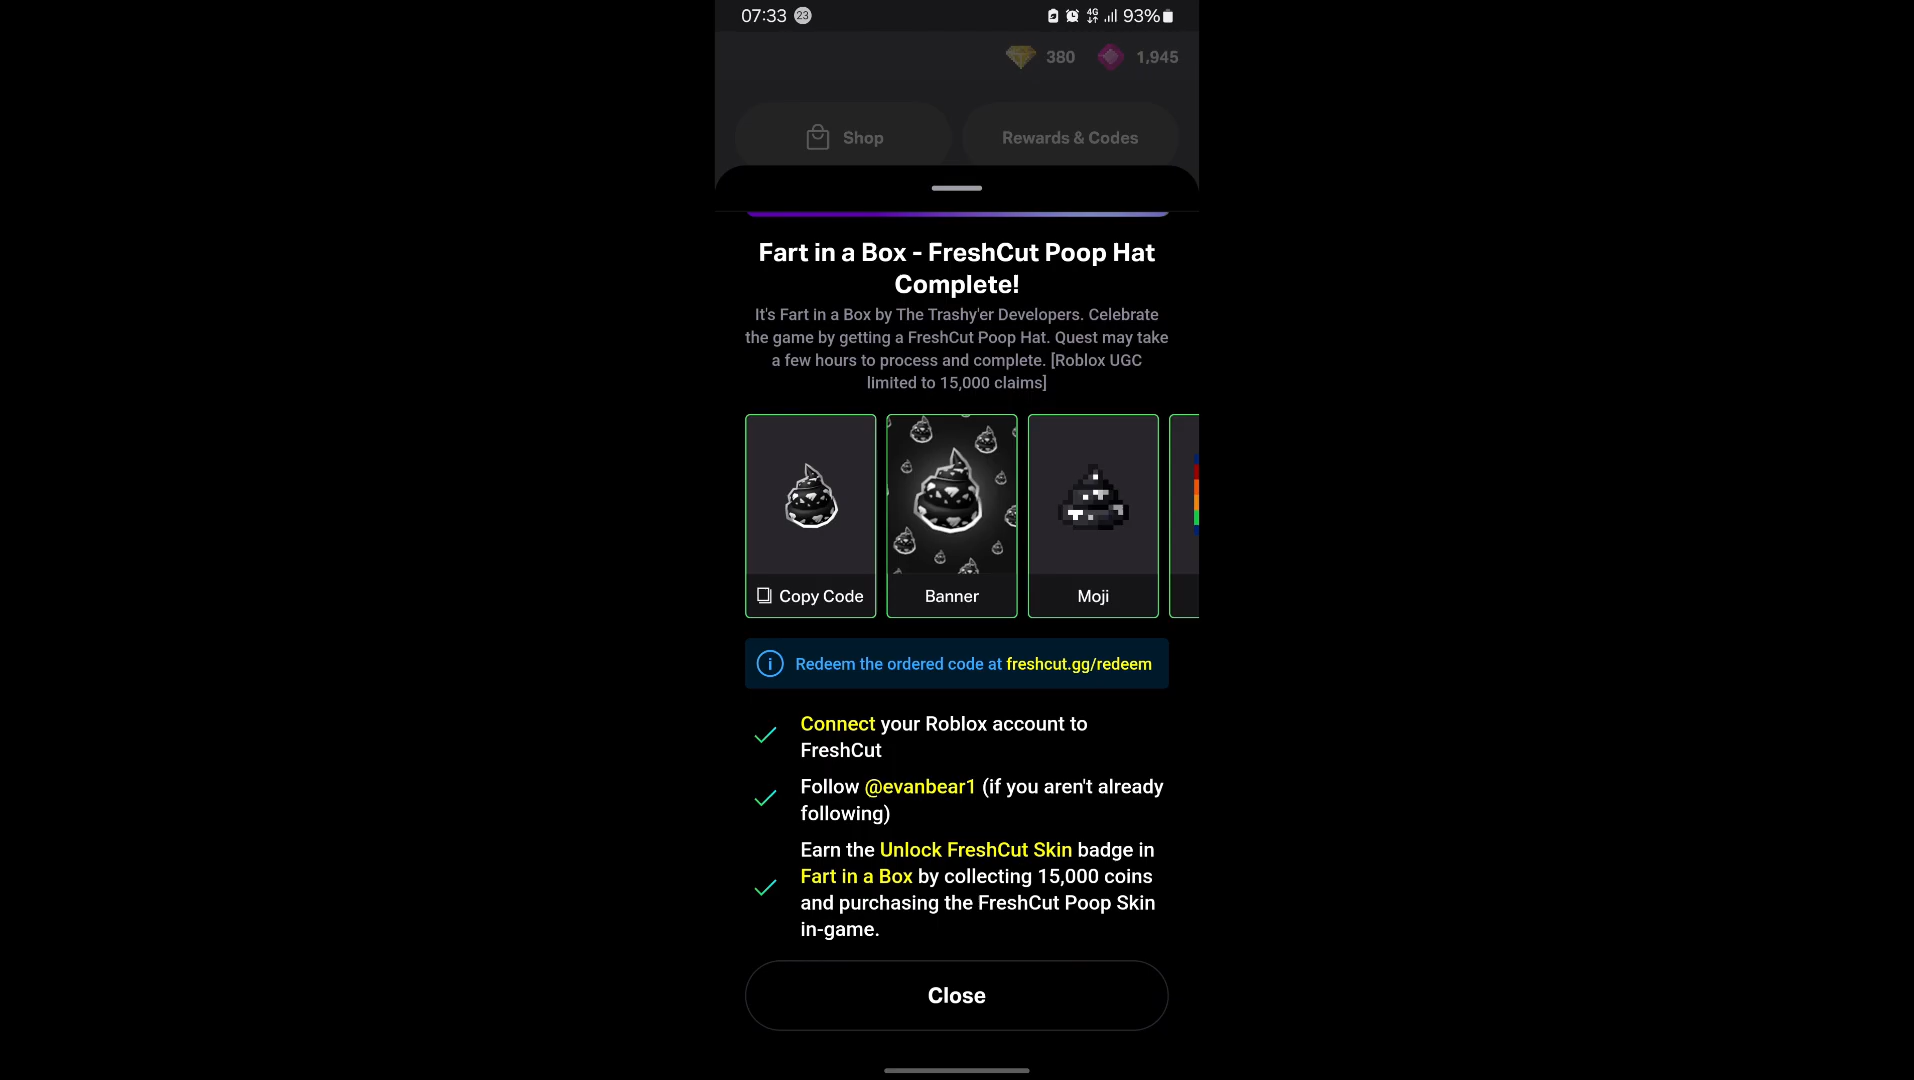 07:33 23 4G 93%
380 1,945
Shop Rewards & Codes
Fart in a Box - FreshCut Poop Hat
Complete!
It's Fart in a Box by The Trashy'er Developers. Celebrate
the game by getting a FreshCut Poop Hat. Quest may take
a few hours to process and complete. [Roblox UGC
limited to 15,000 claims]
Copy Code Banner Moji
Redeem the ordered code at freshcut.gg/redeem
Connect your Roblox account to
FreshCut
Follow @evanbear1 (if you aren't already
following)
Earn the Unlock FreshCut Skin badge in
Fart in a Box by collecting 15,000 coins
and purchasing the FreshCut Poop Skin
in-game.
Close